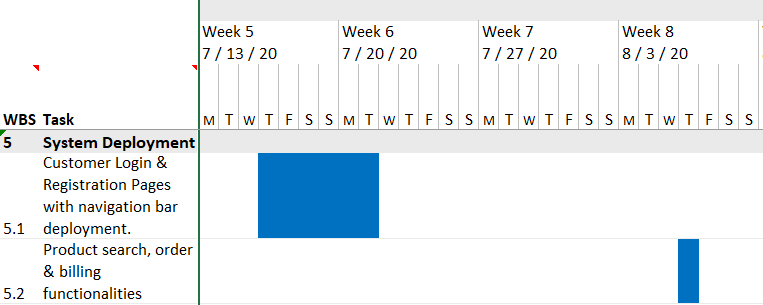 Week 5 Week 6 Week 7 Week 8
7 / 13 / 20 7 / 20 / 20 7 / 27 / 20 8 / 3 / 20
WBS Task M T W T F S S M T W T F S S M T W T F S S M T W T F S S
5 System Deployment
Customer Login &
Registration Pages
with navigation bar
5.1 deployment.
Product search, order
& billing
5.2 functionalities